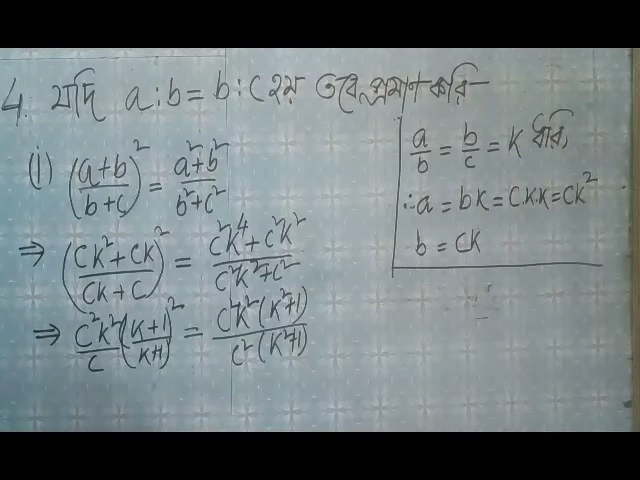 4. যদি a:b = b:c হয় তবে প্রমাণ করি-
(i) ((a+b)/(b+c))² = (a²+b²)/(b²+c²)
⇒ ((ck²+ck)/(ck+c))² = (c²k⁴+c²k²)/(c²k²+c²)
⇒ c²k²/c ((k+1)/(k+1))² = c²k²(k²+1)/c²(k²+1)
a/b = b/c = k ধরি,
∴ a = bk = ck.k = ck²
b = ck